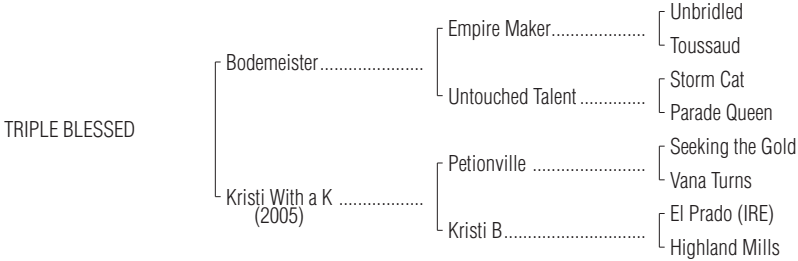 Unbridled
Empire Maker....................
Toussaud
Bodemeister......................
Storm Cat
Untouched Talent..............
Parade Queen
TRIPLE BLESSED
Seeking the Gold
Petionville ........................
Vana Turns
Kristi With a K ..................
(2005)
El Prado (IRE)
Kristi B..............................
Highland Mills